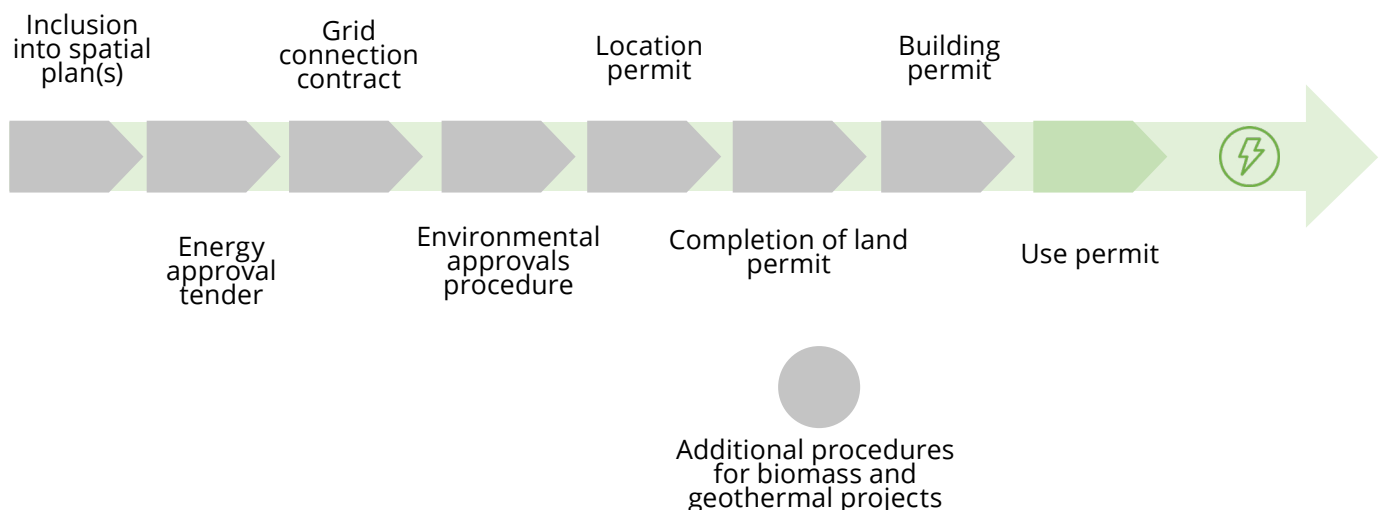 Inclusion
into spatial
plan(s)
Energy
approval
tender
Grid
connection
contract
Environmental
approvals
procedure
Location
permit
Completion of land
permit
Building
permit
Use permit
Additional procedures
for biomass and
geothermal projects